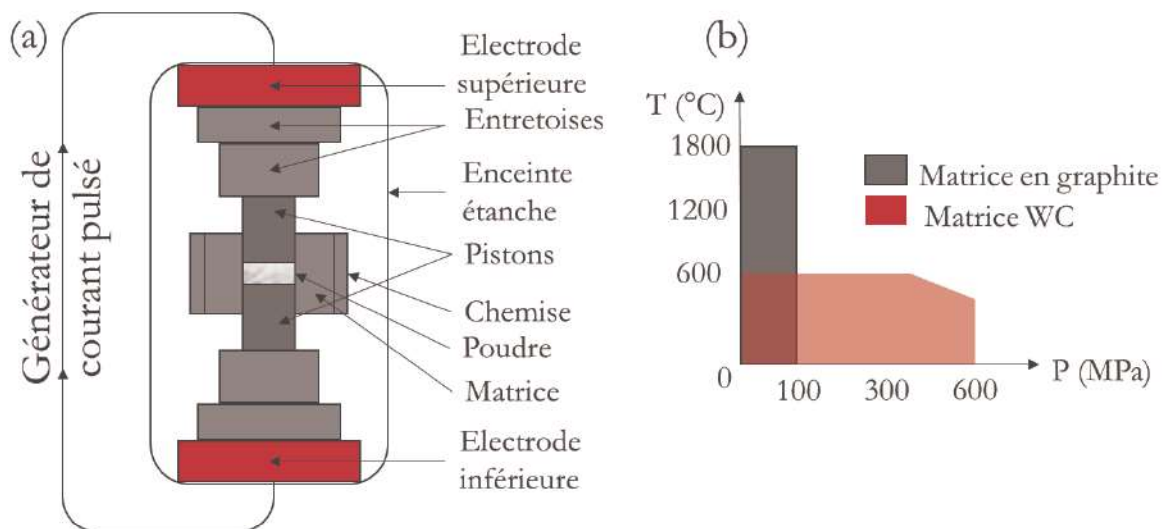 (a)
Générateur de
courant pulsé
Electrode
supérieure
Entretoises
Enceinte
étanche
Pistons
Chemise
Poudre
Matrice
Electrode
inférieure
(b)
T (°C)
1800
1200
600
0
100
300
600
P (MPa)
Matrice en graphite
Matrice WC